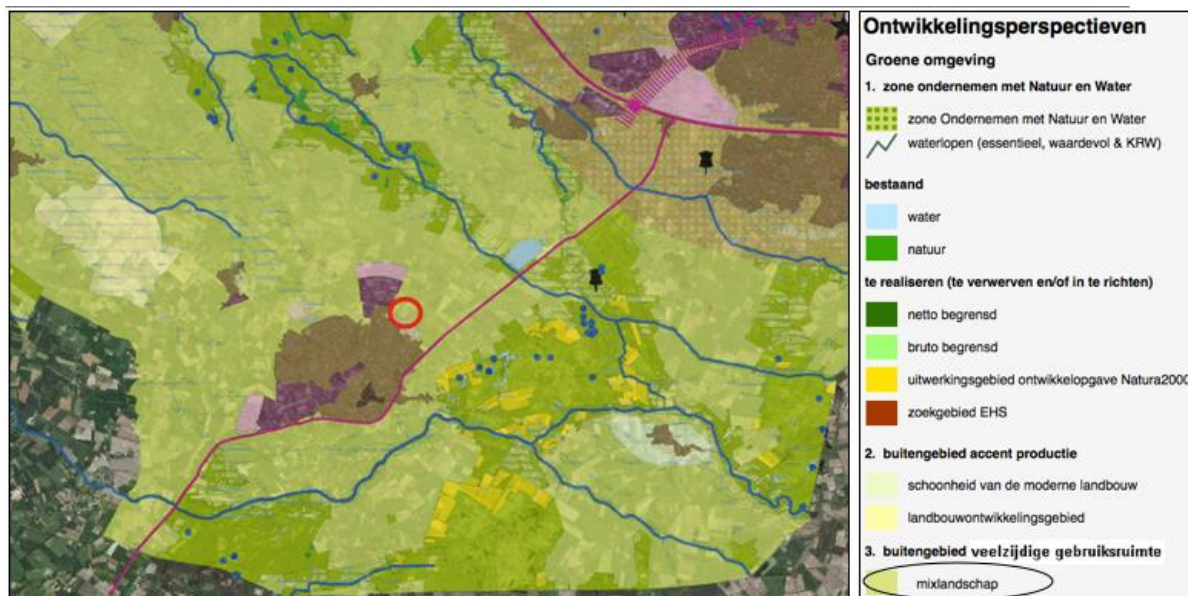 Ontwikkelingsperspectieven
Groene omgeving
1. zone ondernemen met Natuur en Water
zone Ondernemen met Natuur en Water
waterlopen (essentieel, waardevol & KRW)
bestaand
water
natuur
te realiseren (te verwerven en/of in te richten)
netto begrensd
bruto begrensd
uitwerkingsgebied ontwikkelopgave Natura2000
zoekgebied EHS
2. buitengebied accent productie
schoonheid van de moderne landbouw
landbouwontwikkelingsgebied
3. buitengebied veelzijdige gebruiksruimte
mixlandschap